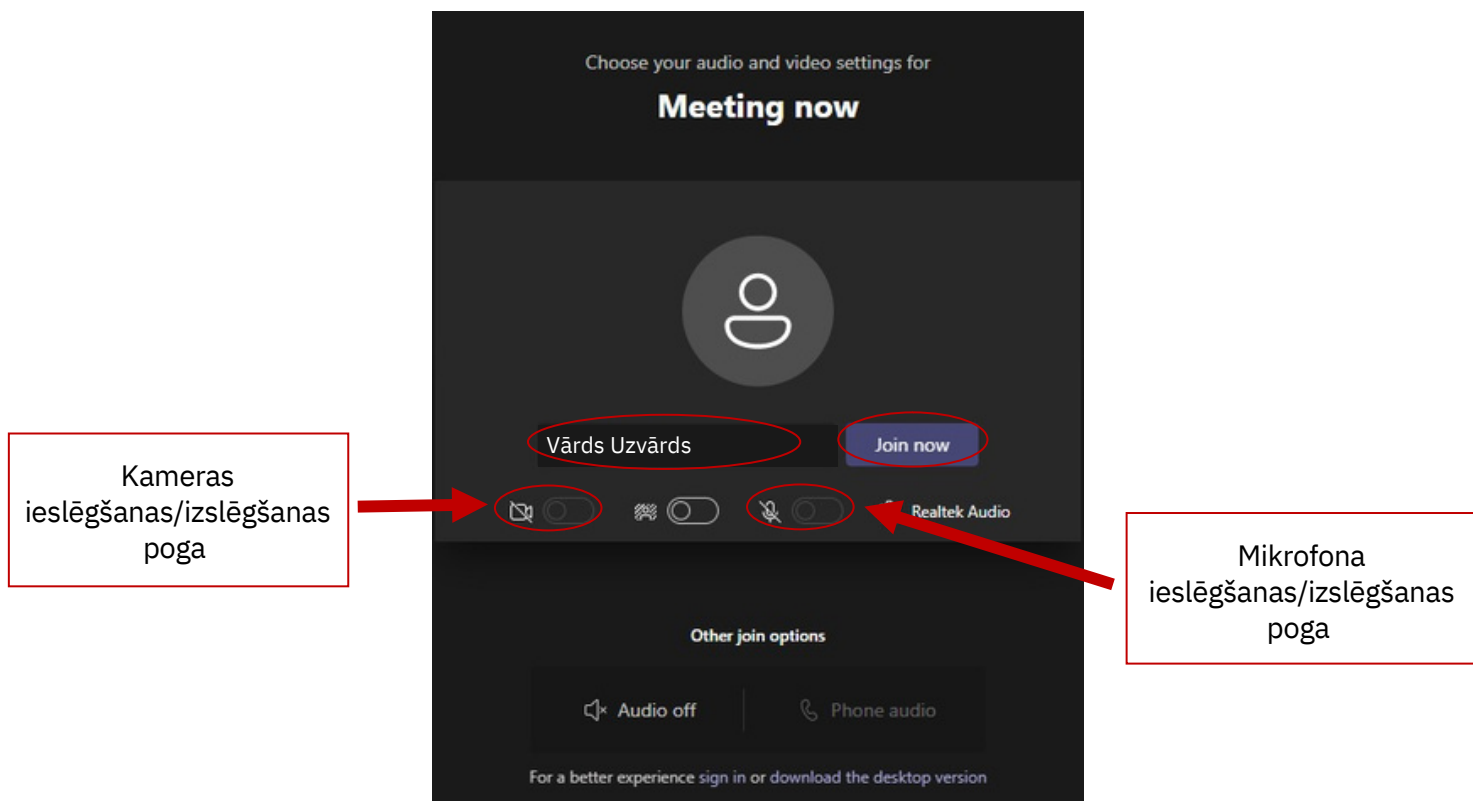 Choose your audio and video settings for
Meeting now
Vārds Uzvārds
Join now
Kameras
ieslēgšanas/izslēgšanas
poga
Realtek Audio
Mikrofona
ieslēgšanas/izslēgšanas
poga
Other join options
Audio off
Phone audio
For a better experience sign in or download the desktop version